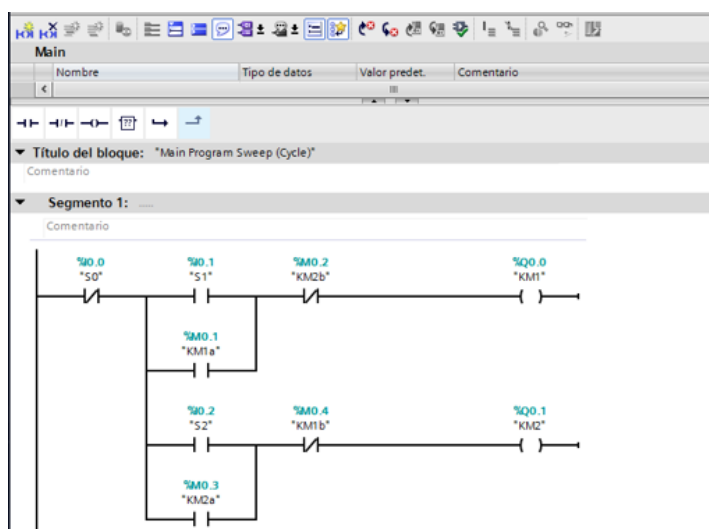 Main
Nombre Tipo de datos Valor predet. Comentario
Título del bloque: "Main Program Sweep (Cycle)"
Comentario
Segmento 1: .....
Comentario
%I0.0 %I0.1 %M0.2 %Q0.0
"S0" "S1" "KM2b" "KM1"
%M0.1
"KM1a"
%I0.2 %M0.4 %Q0.1
"S2" "KM1b" "KM2"
%M0.3
"KM2a"